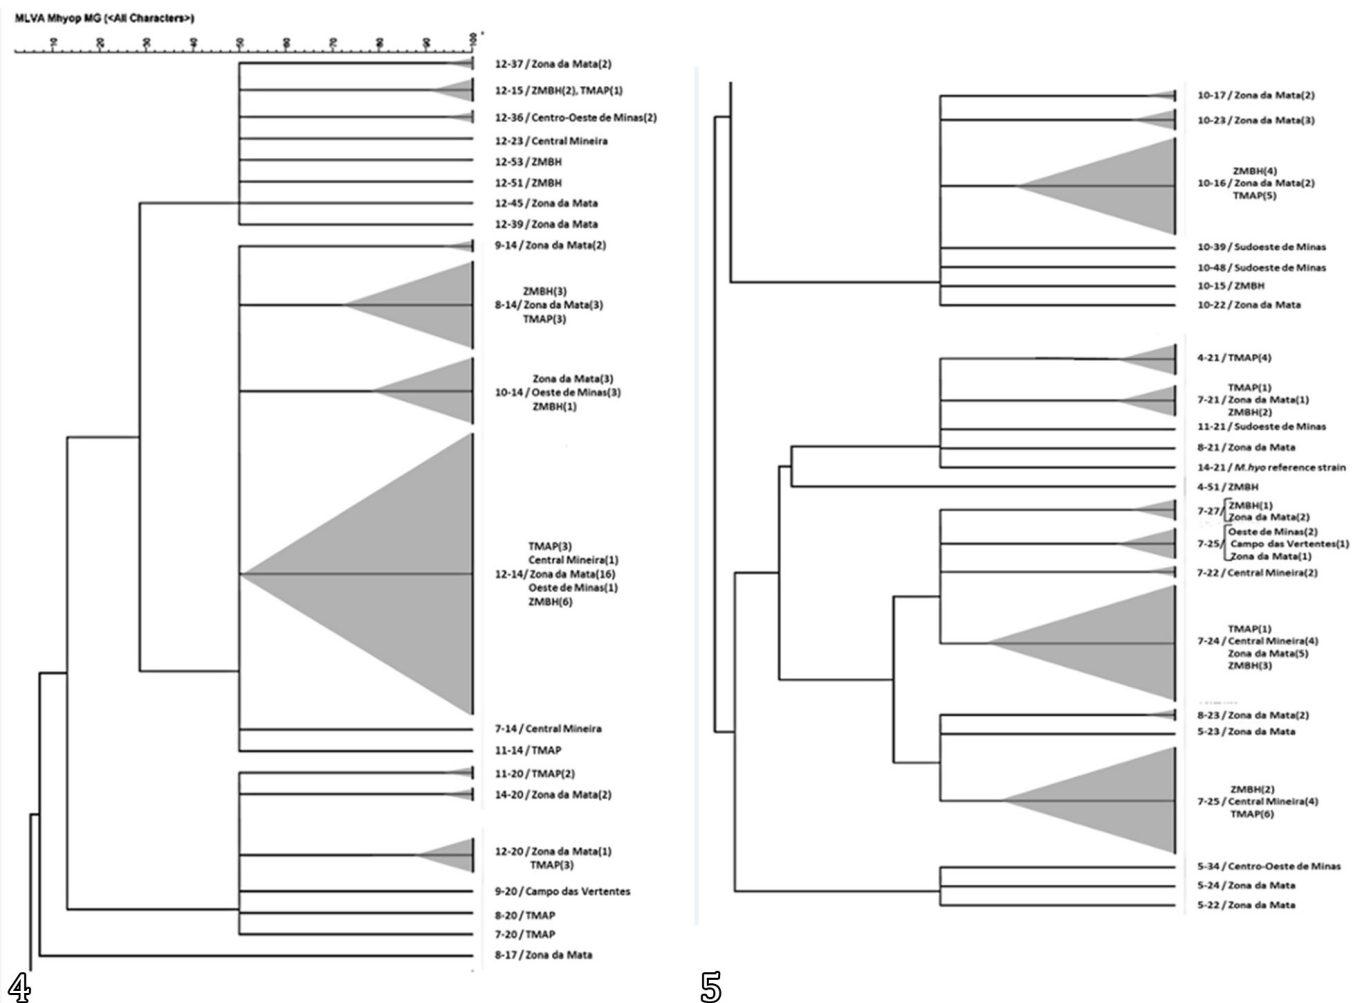 MLVA Mhyop MG (<All Characters>)
10 20 30 40 50 60 70 80 90 100
12-37 / Zona da Mata(2)
12-15 / ZMBH(2), TMAP(1)
12-36 / Centro-Oeste de Minas(2)
12-23 / Central Mineira
12-53 / ZMBH
12-51 / ZMBH
12-45 / Zona da Mata
12-39 / Zona da Mata
9-14 / Zona da Mata(2)
ZMBH(3)
8-14/ Zona da Mata(3)
TMAP(3)
Zona da Mata(3)
10-14/ Oeste de Minas(3)
ZMBH(1)
TMAP(3)
Central Mineira(1)
12-14/ Zona da Mata(16)
Oeste de Minas(1)
ZMBH(6)
7-14 / Central Mineira
11-14 / TMAP
11-20 / TMAP(2)
14-20 / Zona da Mata(2)
12-20 / Zona da Mata(1)
TMAP(3)
9-20 / Campo das Vertentes
8-20 / TMAP
7-20 / TMAP
8-17 / Zona da Mata
4
10-17 / Zona da Mata(2)
10-23 / Zona da Mata(3)
ZMBH(4)
10-16 / Zona da Mata(2)
TMAP(5)
10-39 / Sudoeste de Minas
10-48 / Sudoeste de Minas
10-15 / ZMBH
10-22 / Zona da Mata
4-21 / TMAP(4)
TMAP(1)
7-21 / Zona da Mata(1)
ZMBH(2)
11-21 / Sudoeste de Minas
8-21 / Zona da Mata
14-21 / M.hyo reference strain
4-51 / ZMBH
ZMBH(1)
7-27/
Zona da Mata(2)
Oeste de Minas(2)
7-25/ Campo das Vertentes(1)
Zona da Mata(1)
7-22 / Central Mineira(2)
TMAP(1)
7-24 / Central Mineira(4)
Zona da Mata(5)
ZMBH(3)
8-23 / Zona da Mata(2)
5-23 / Zona da Mata
ZMBH(2)
7-25 / Central Mineira(4)
TMAP(6)
5-34 / Centro-Oeste de Minas
5-24 / Zona da Mata
5-22 / Zona da Mata
5